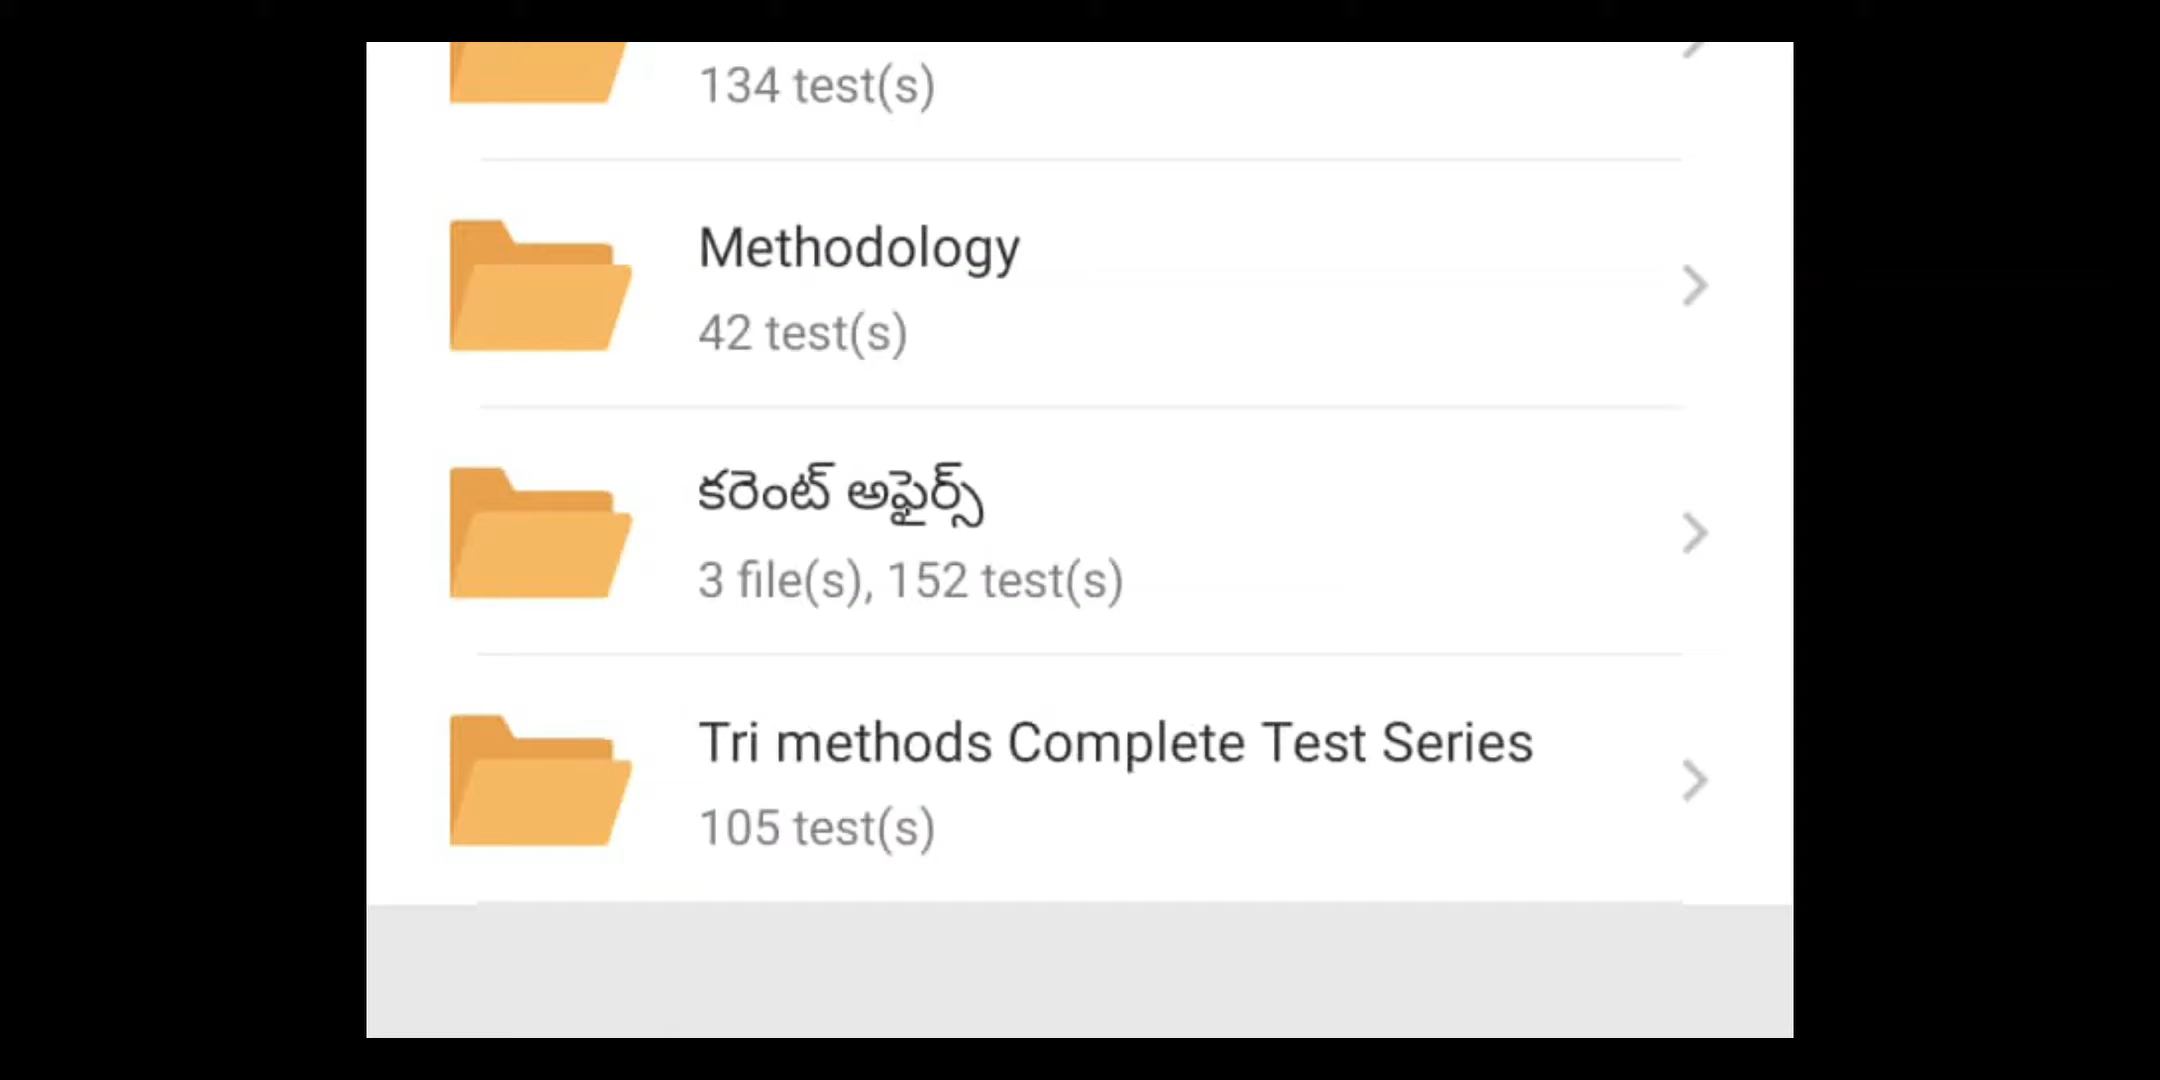 134 test(s)
Methodology
42 test(s)
కరెంట్ అఫైర్స్
3 file(s), 152 test(s)
Tri methods Complete Test Series
105 test(s)